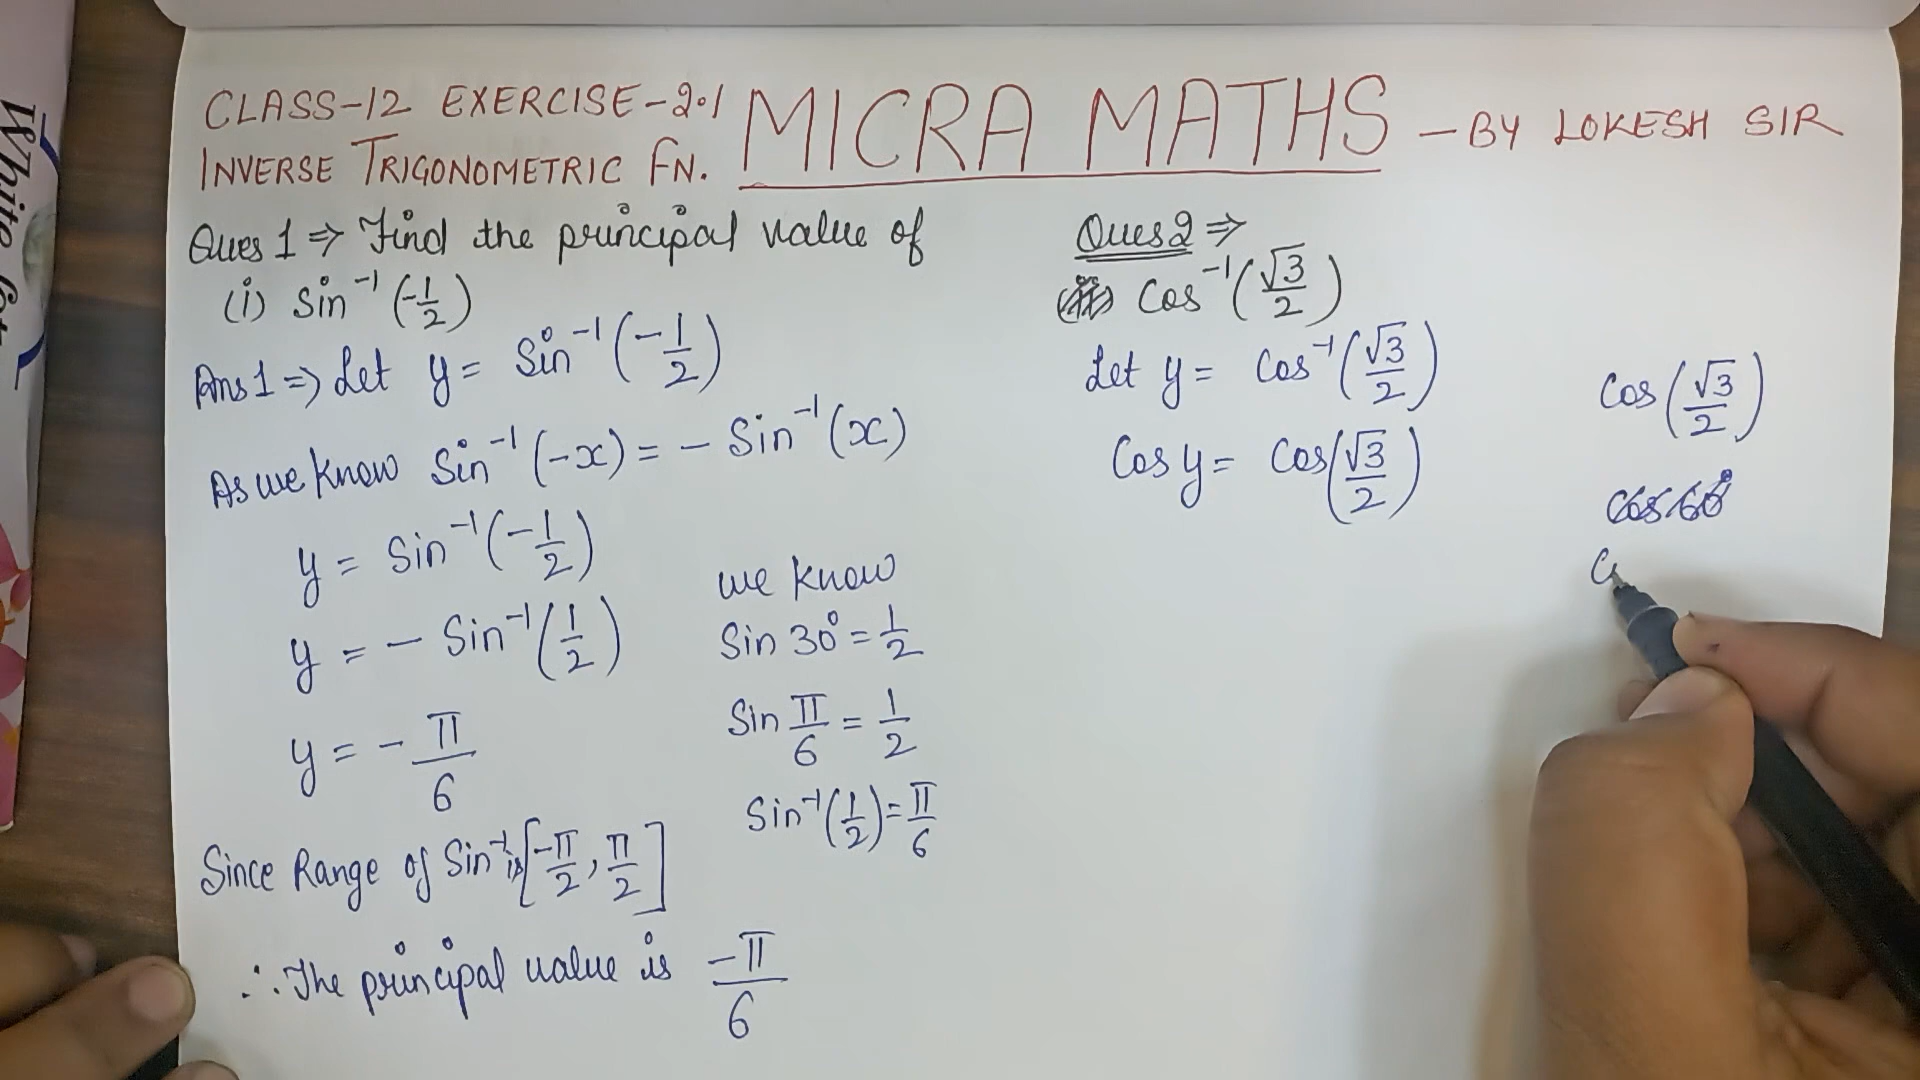 CLASS-12 EXERCISE-2.1 MICRA MATHS - BY LOKESH SIR
INVERSE TRIGONOMETRIC FN.
Ques 1 ⇒ Find the principal value of
(i) Sin⁻¹ (-1/2)
Ans 1 ⇒ Let y = Sin⁻¹(-1/2)
As we know Sin⁻¹(-x) = - Sin⁻¹(x)
y = Sin⁻¹(-1/2)
y = - Sin⁻¹(1/2)
y = - π/6
we know
Sin 30° = 1/2
Sin π/6 = 1/2
Sin⁻¹(1/2) = π/6
Since Range of Sin⁻¹ is [-π/2, π/2]
∴ The principal value is -π/6
Ques 2 ⇒
Cos⁻¹(√3/2)
Let y = Cos⁻¹(√3/2)
Cos y = Cos(√3/2)
Cos(√3/2)
Cos 60°
White